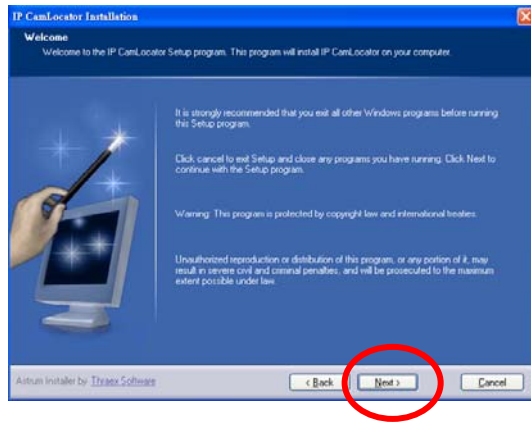 IP CamLocator Installation
Welcome
Welcome to the IP CamLocator Setup program. This program will install IP CamLocator on your computer.
It is strongly recommended that you exit all other Windows programs before running
this Setup program.
Click cancel to exit Setup and close any programs you have running. Click Next to
continue with the Setup program.
Warning: This program is protected by copyright law and international treaties.
Unauthorized reproduction or distribution of this program, or any portion of it, may
result in severe civil and criminal penalties, and will be prosecuted to the maximum
extent possible under law.
Astrum Installer by Thraex Software
< Back
Next >
Cancel